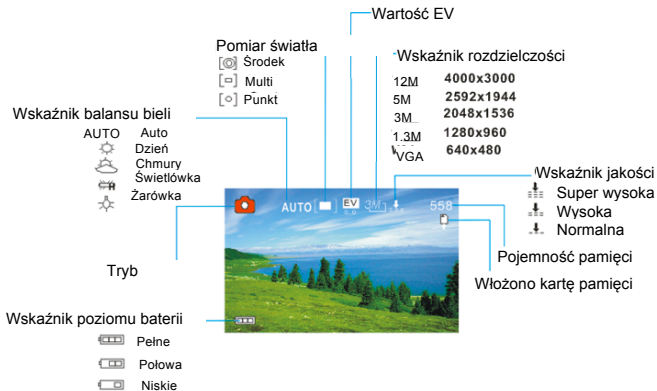 Wartość EV
Pomiar światła
Środek
Multi
Punkt
Wskaźnik rozdzielczości
12M 4000x3000
5M 2592x1944
3M 2048x1536
1.3M 1280x960
VGA 640x480
Wskaźnik balansu bieli
AUTO Auto
Dzień
Chmury
Świetlówka
Żarówka
Wskaźnik jakości
Super wysoka
Wysoka
Normalna
AUTO EV 3M 558
Tryb
Pojemność pamięci
Włożono kartę pamięci
Wskaźnik poziomu baterii
Pełne
Połowa
Niskie